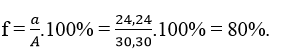 f = a/A .100% = 24,24/30,30 .100% = 80%.